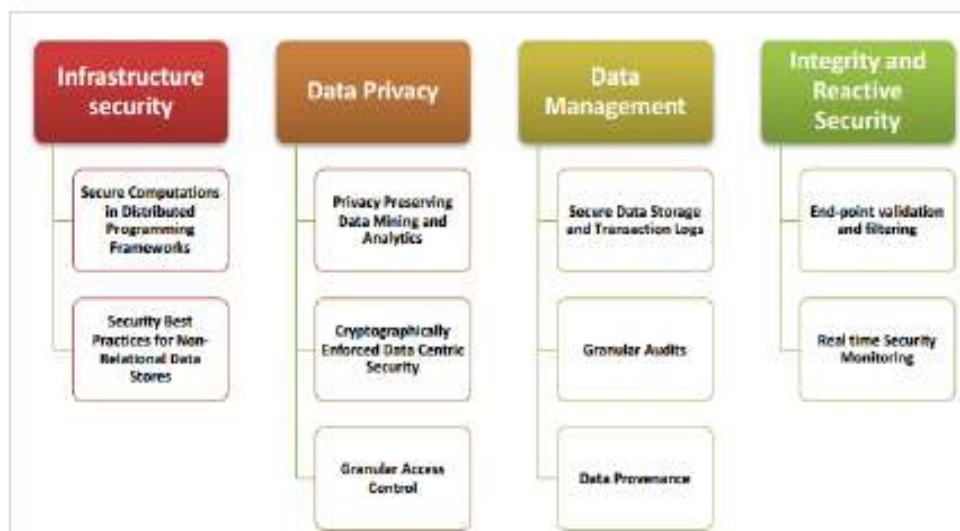 Infrastructure
security
Secure Computations
in Distributed
Programming
Frameworks
Security Best
Practices for Non-
Relational Data
Stores
Data Privacy
Privacy Preserving
Data Mining and
Analytics
Cryptographically
Enforced Data Centric
Security
Granular Access
Control
Data
Management
Secure Data Storage
and Transaction Logs
Granular Audits
Data Provenance
Integrity and
Reactive
Security
End-point validation
and filtering
Real time Security
Monitoring